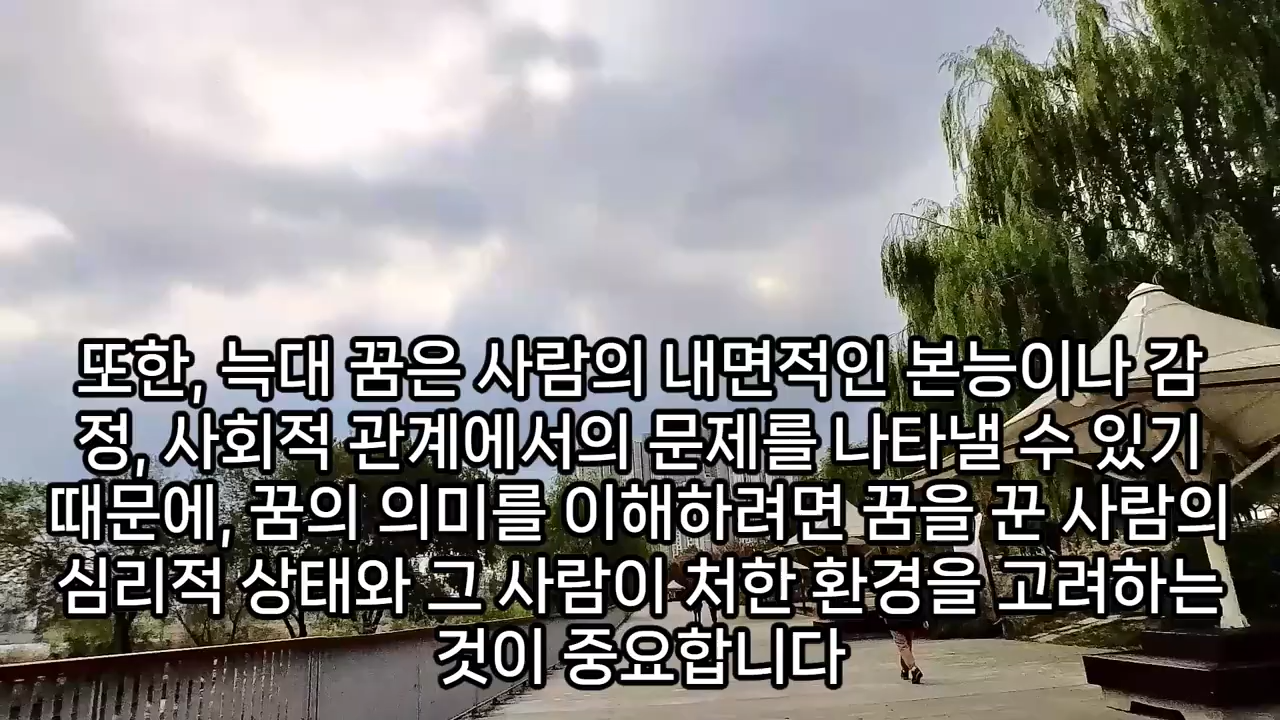 또한, 늑대 꿈은 사람의 내면적인 본능이나 감
정, 사회적 관계에서의 문제를 나타낼 수 있기
때문에, 꿈의 의미를 이해하려면 꿈을 꾼 사람의
심리적 상태와 그 사람이 처한 환경을 고려하는
것이 중요합니다